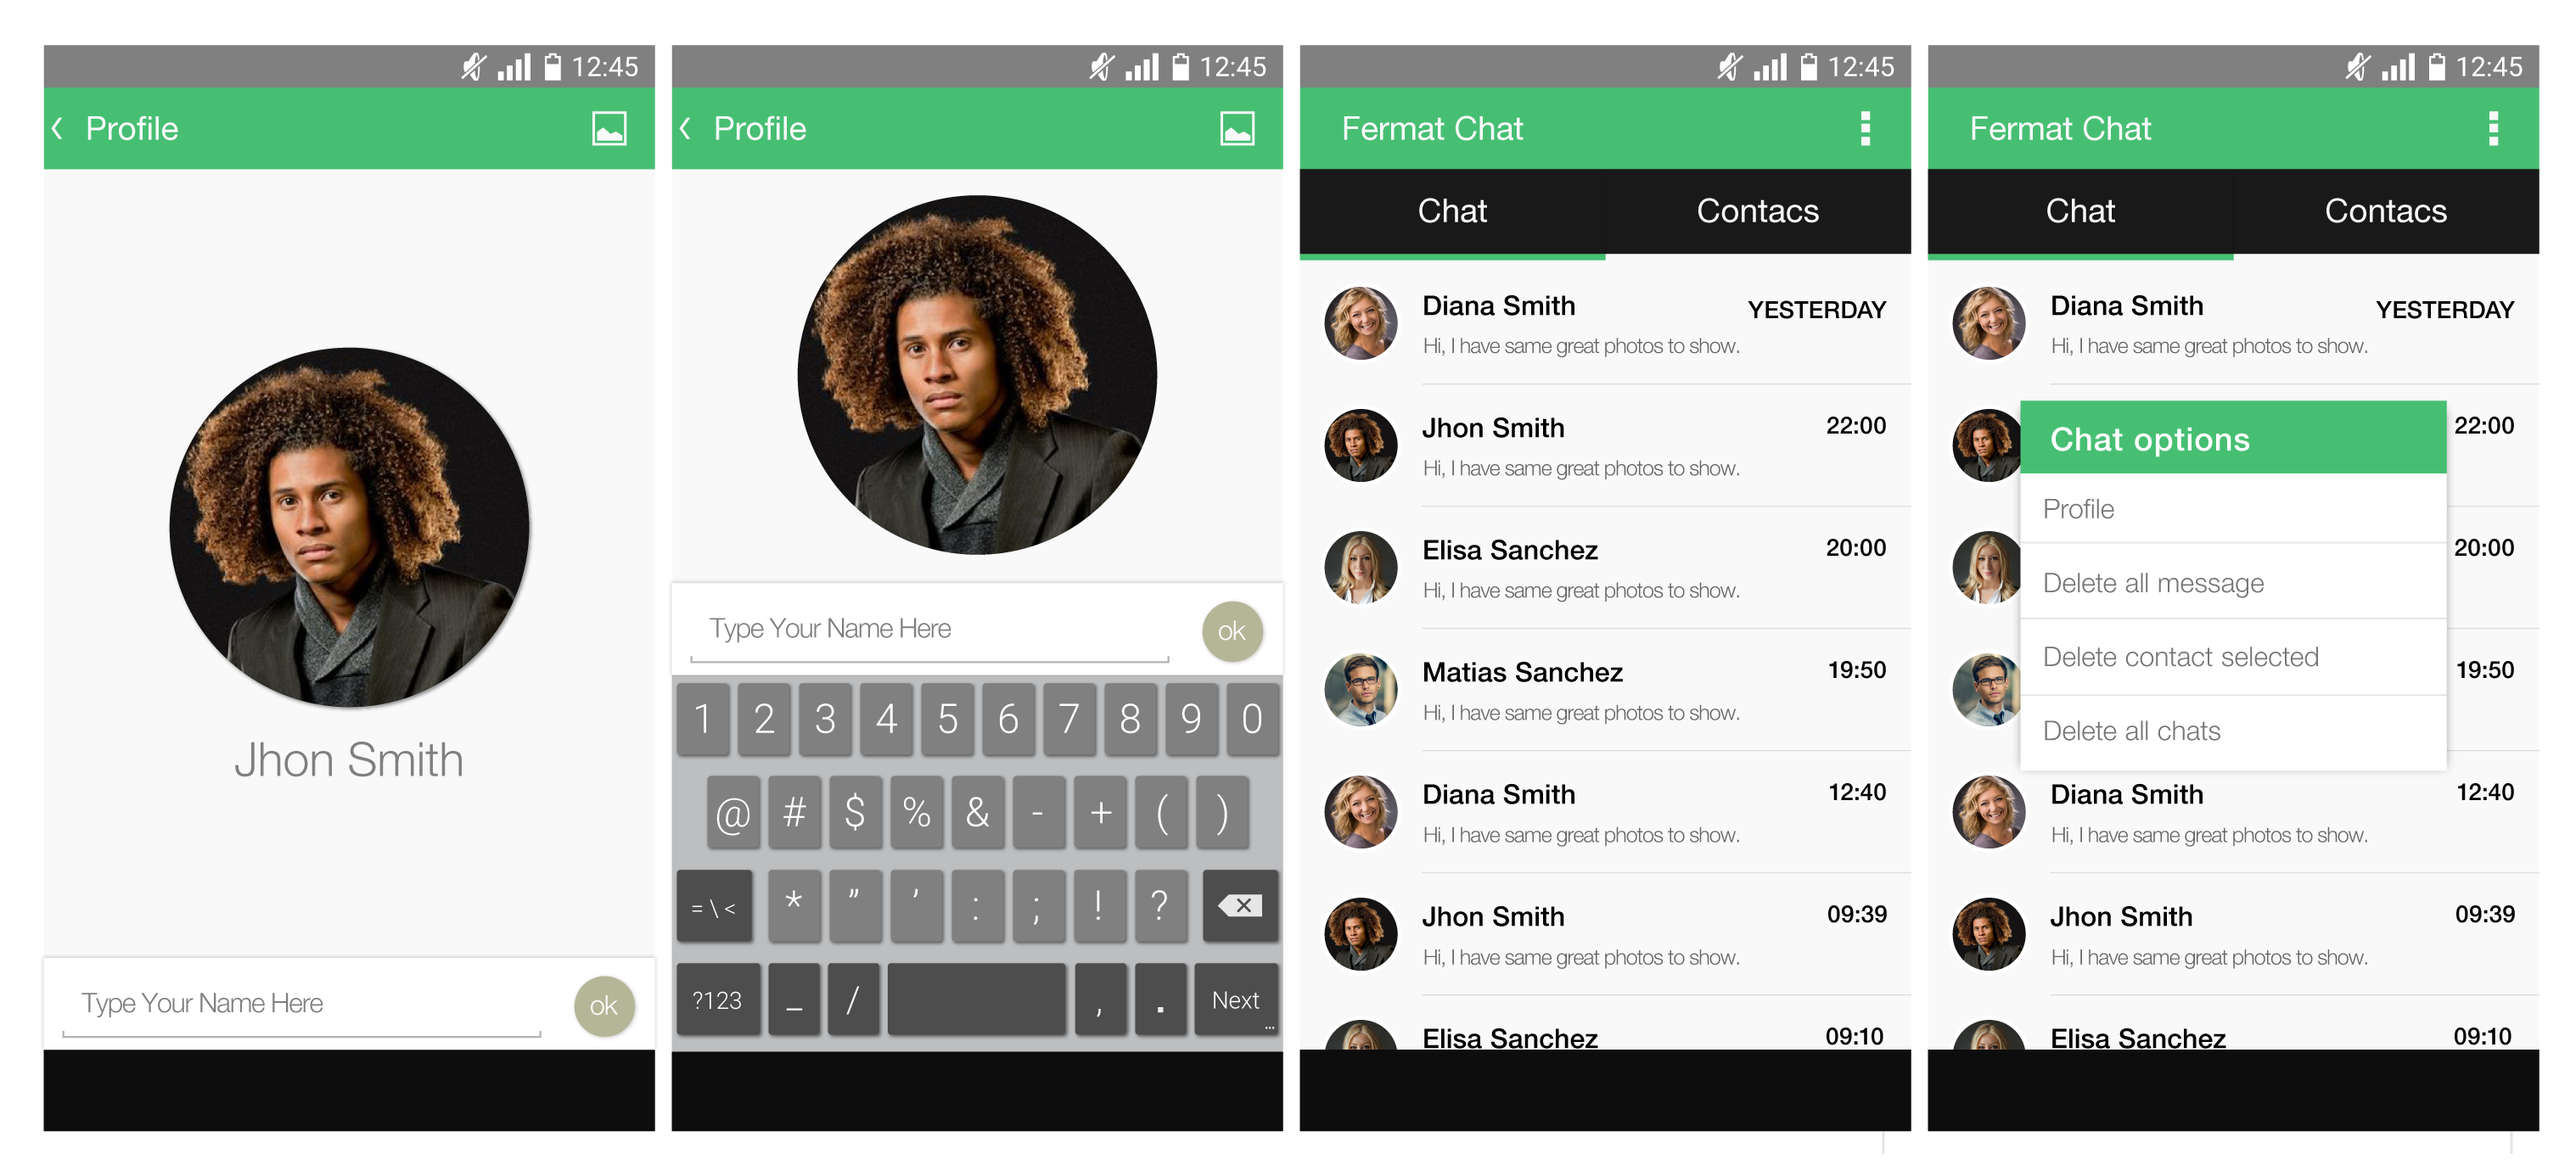 12:45
Profile
Jhon Smith
Type Your Name Here
ok
12:45
Profile
Type Your Name Here
ok
1 2 3 4 5 6 7 8 9 0
@ # $ % & - + ( )
= \ < * " ' : ; ! ?
?123 _ / , . Next ...
12:45
Fermat Chat
Chat Contacs
Diana Smith YESTERDAY
Hi, I have same great photos to show.
Jhon Smith 22:00
Hi, I have same great photos to show.
Elisa Sanchez 20:00
Hi, I have same great photos to show.
Matias Sanchez 19:50
Hi, I have same great photos to show.
Diana Smith 12:40
Hi, I have same great photos to show.
Jhon Smith 09:39
Hi, I have same great photos to show.
Elisa Sanchez 09:10
12:45
Fermat Chat
Chat Contacs
Diana Smith YESTERDAY
Hi, I have same great photos to show.
22:00
Chat options
Profile
20:00
Delete all message
Delete contact selected
19:50
Delete all chats
Diana Smith 12:40
Hi, I have same great photos to show.
Jhon Smith 09:39
Hi, I have same great photos to show.
Elisa Sanchez 09:10